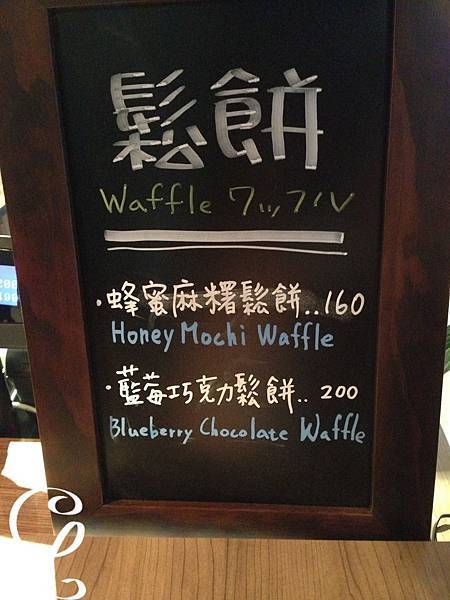 鬆餅
Waffle ワッフル
·蜂蜜麻糬鬆餅..160
Honey Mochi Waffle
·藍莓巧克力鬆餅..200
Blueberry Chocolate Waffle